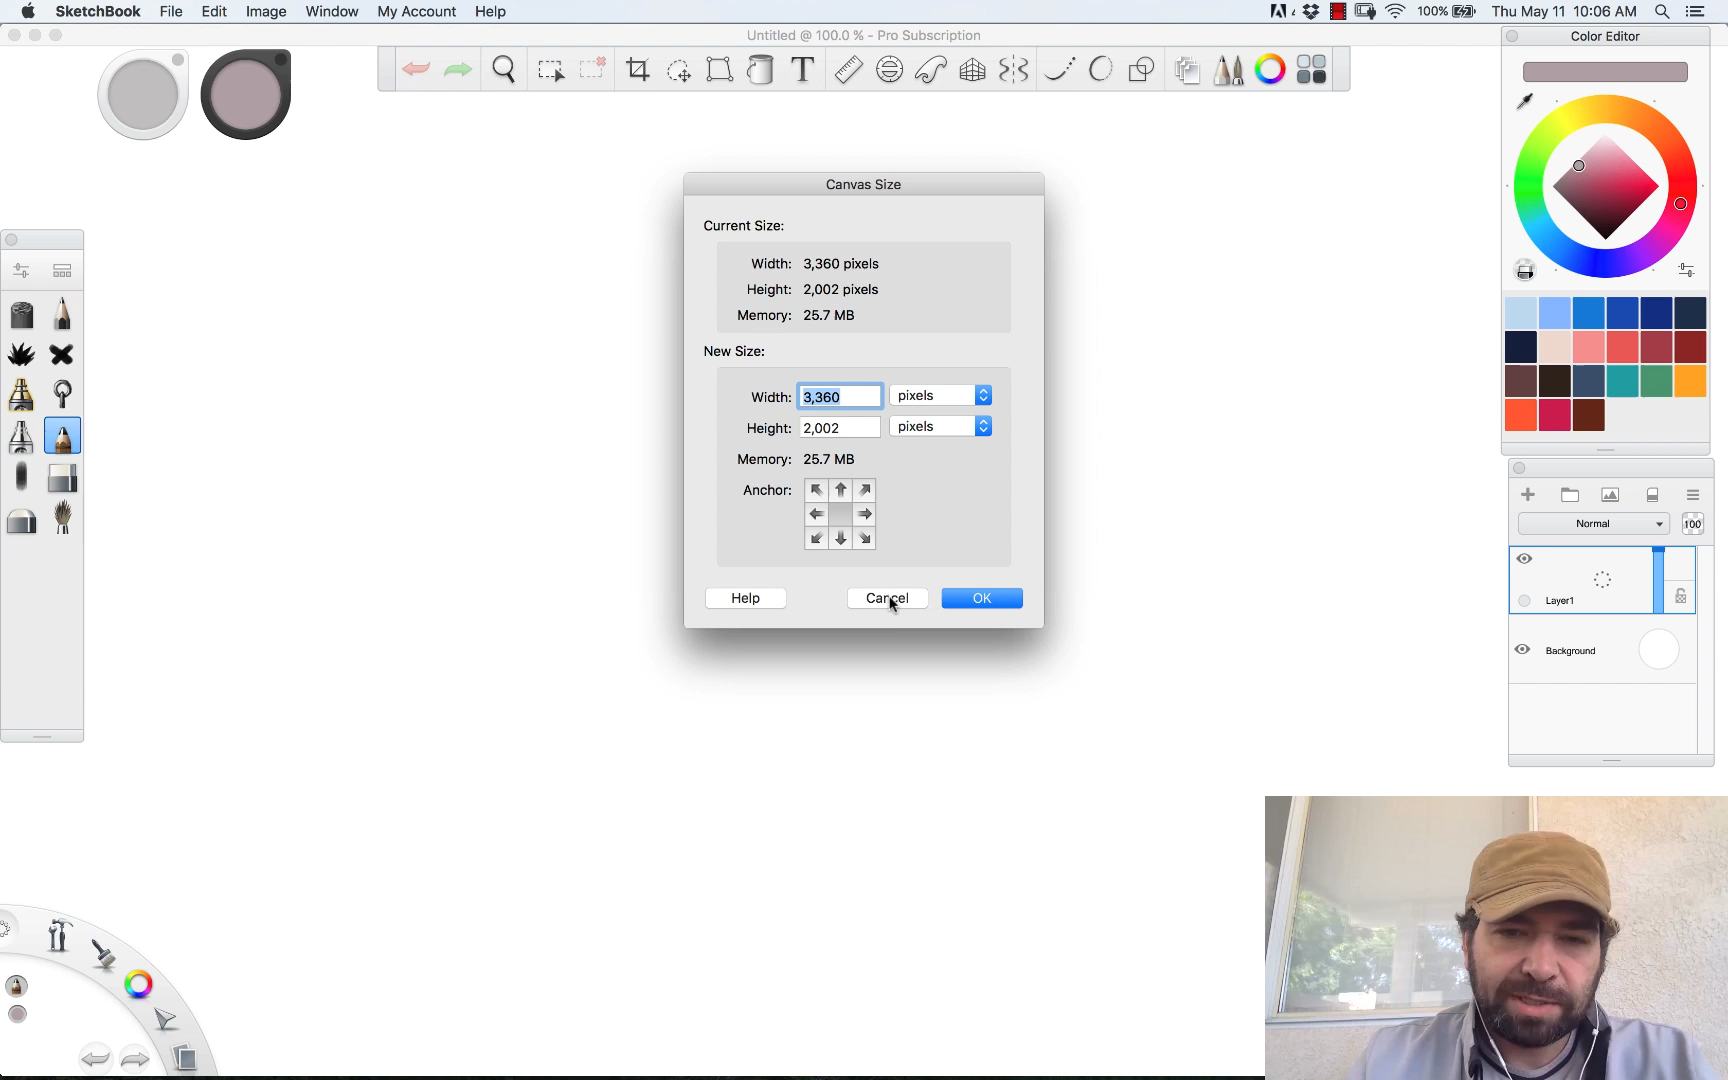 SketchBook File Edit Image Window My Account Help 100% Thu May 11 10:06 AM
Untitled @ 100.0 % - Pro Subscription
Color Editor
T
Canvas Size
Current Size:
Width: 3,360 pixels
Height: 2,002 pixels
Memory: 25.7 MB
New Size:
Width: 3,360 pixels
Height: 2,002 pixels
Memory: 25.7 MB
Anchor:
Help Cancel OK
Normal 100
Layer1
Background